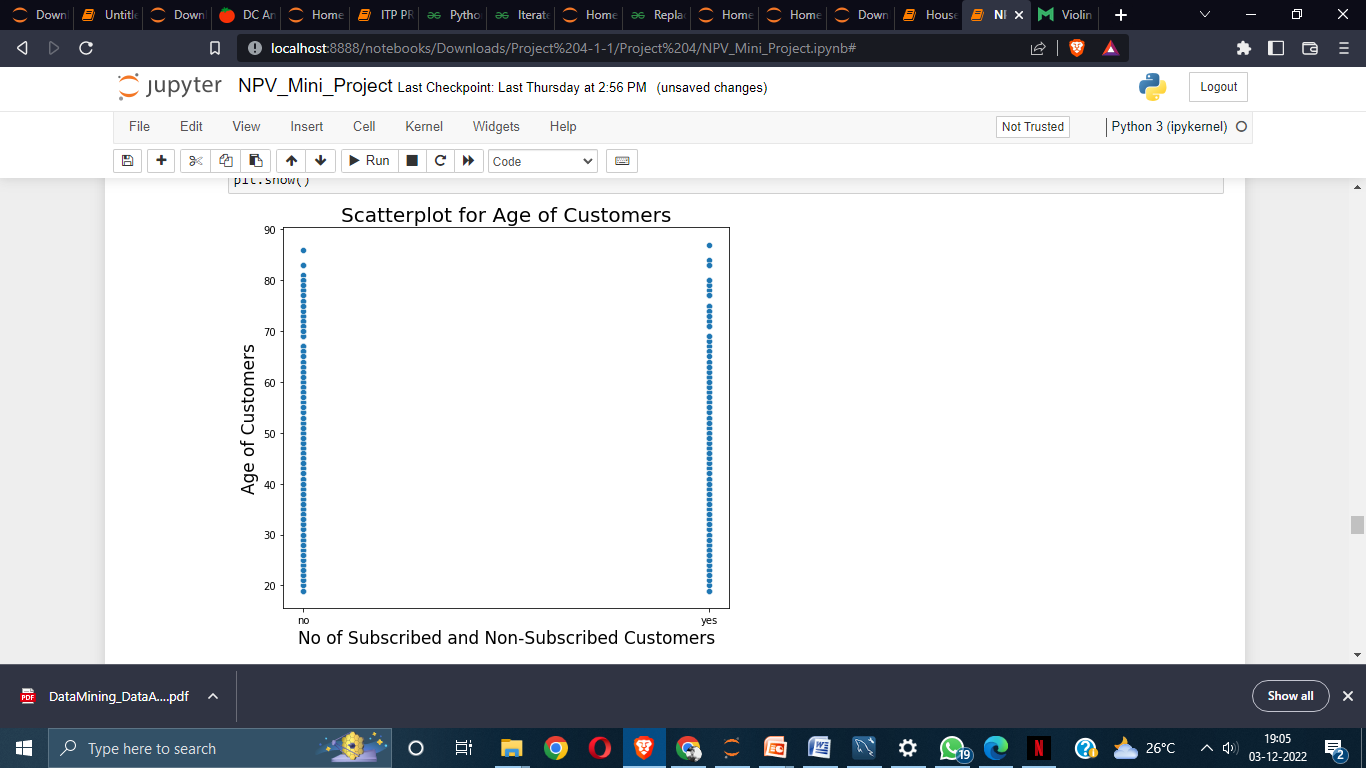 Downl
Untitle
Downl
DC An
Home
ITP PR
Pytho
Iterate
Home
Repla
Home
Home
Down
House
NP
Violin
localhost:8888/notebooks/Downloads/Project%204-1-1/Project%204/NPV_Mini_Project.ipynb#
jupyter NPV_Mini_Project Last Checkpoint: Last Thursday at 2:56 PM (unsaved changes)
Logout
File Edit View Insert Cell Kernel Widgets Help
Not Trusted
Python 3 (ipykernel)
Run
Code
plt.show()
Scatterplot for Age of Customers
90
80
70
60
50
40
30
20
Age of Customers
no yes
No of Subscribed and Non-Subscribed Customers
PDF
DataMining_DataA....pdf
Show all
Type here to search
19
26°C
19:05
03-12-2022
2